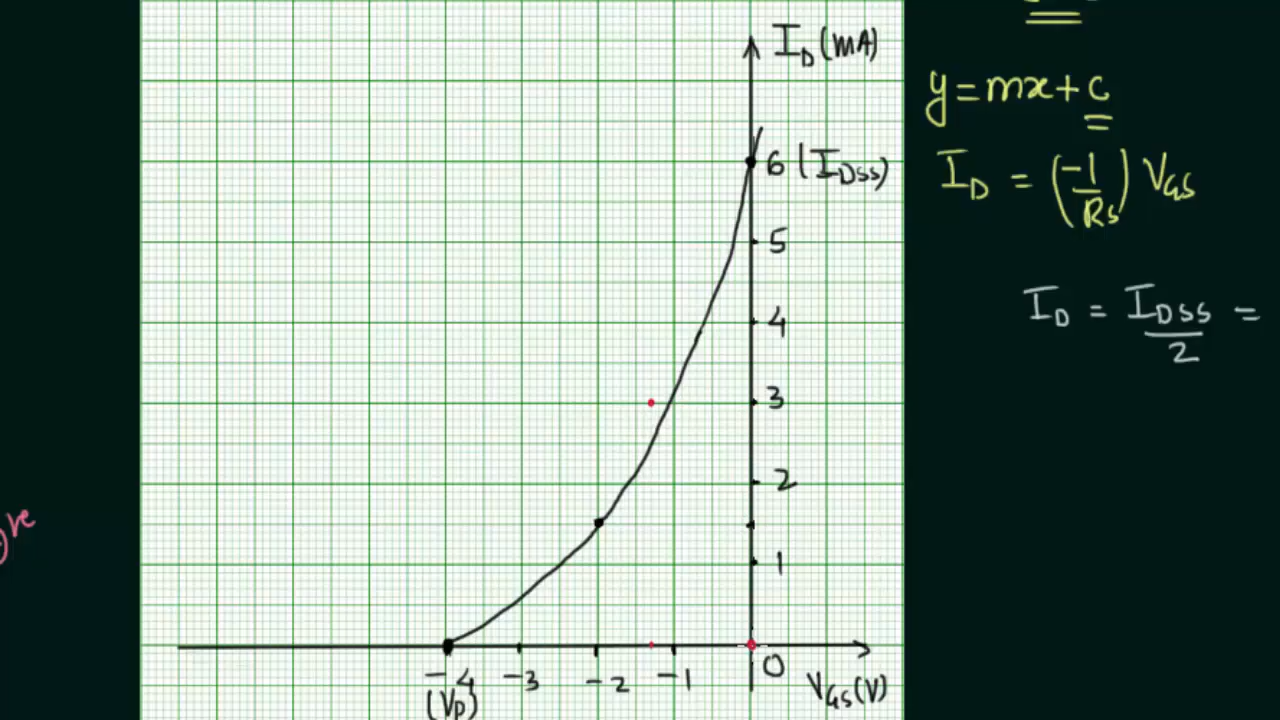 I_D (mA)
6 (I_DSS)
5
4
3
2
1
0
-4 -3 -2 -1
(V_P)
V_GS (V)
y = mx + c
I_D = (-1/R_S) V_GS
I_D = I_DSS/2 =
ve